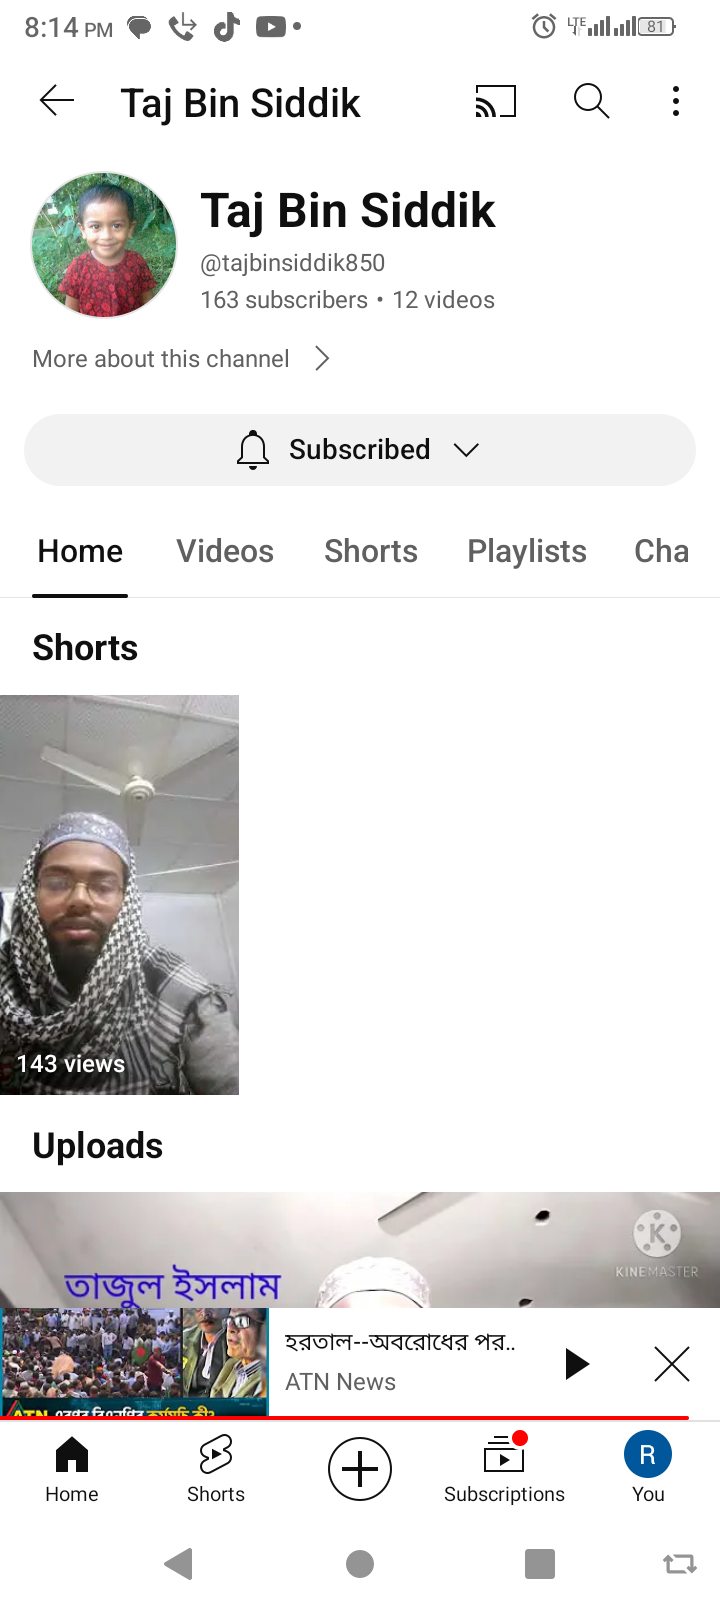 8:14 PM
LTE
81
Taj Bin Siddik
Taj Bin Siddik
@tajbinsiddik850
163 subscribers • 12 videos
More about this channel
Subscribed
Home Videos Shorts Playlists Cha
Shorts
143 views
Uploads
K
KINEMASTER
তাজুল ইসলাম
হরতাল--অবরোধের পর..
ATN News
ATN
Home Shorts Subscriptions You
R